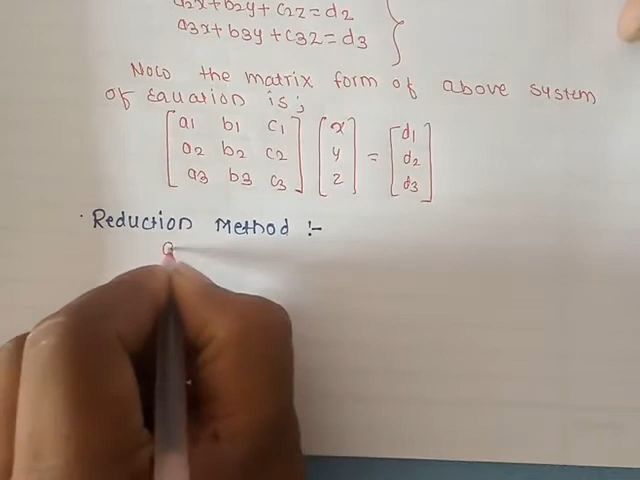 a2x+b2y+c2z=d2
a3x+b3y+c3z=d3
Now the matrix form of above system
of Equation is;
[a1 b1 c1] [x] [d1]
[a2 b2 c2] [y] = [d2]
[a3 b3 c3] [z] [d3]
· Reduction Method :-